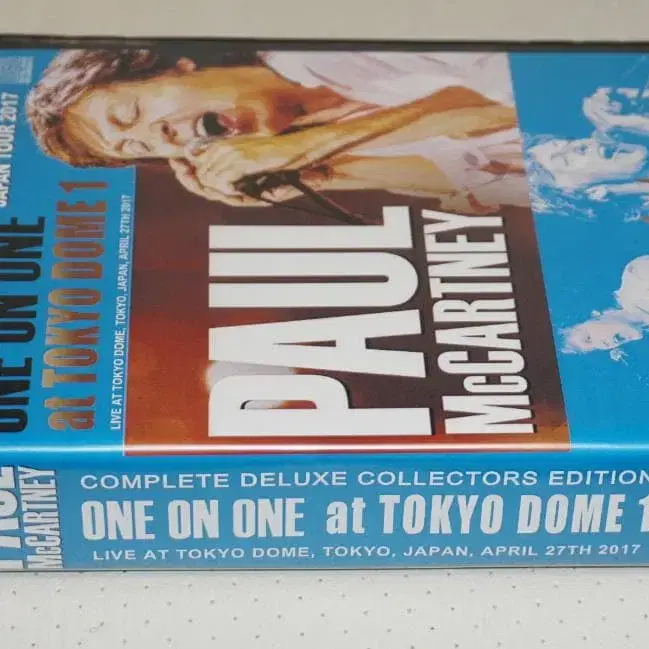 JAPAN TOUR 2017
ONE ON ONE
at TOKYO DOME 1
LIVE AT TOKYO DOME, TOKYO, JAPAN, APRIL 27TH 2017
PAUL
McCARTNEY
PAUL
McCARTNEY
COMPLETE DELUXE COLLECTORS EDITION
ONE ON ONE at TOKYO DOME 1
LIVE AT TOKYO DOME, TOKYO, JAPAN, APRIL 27TH 2017